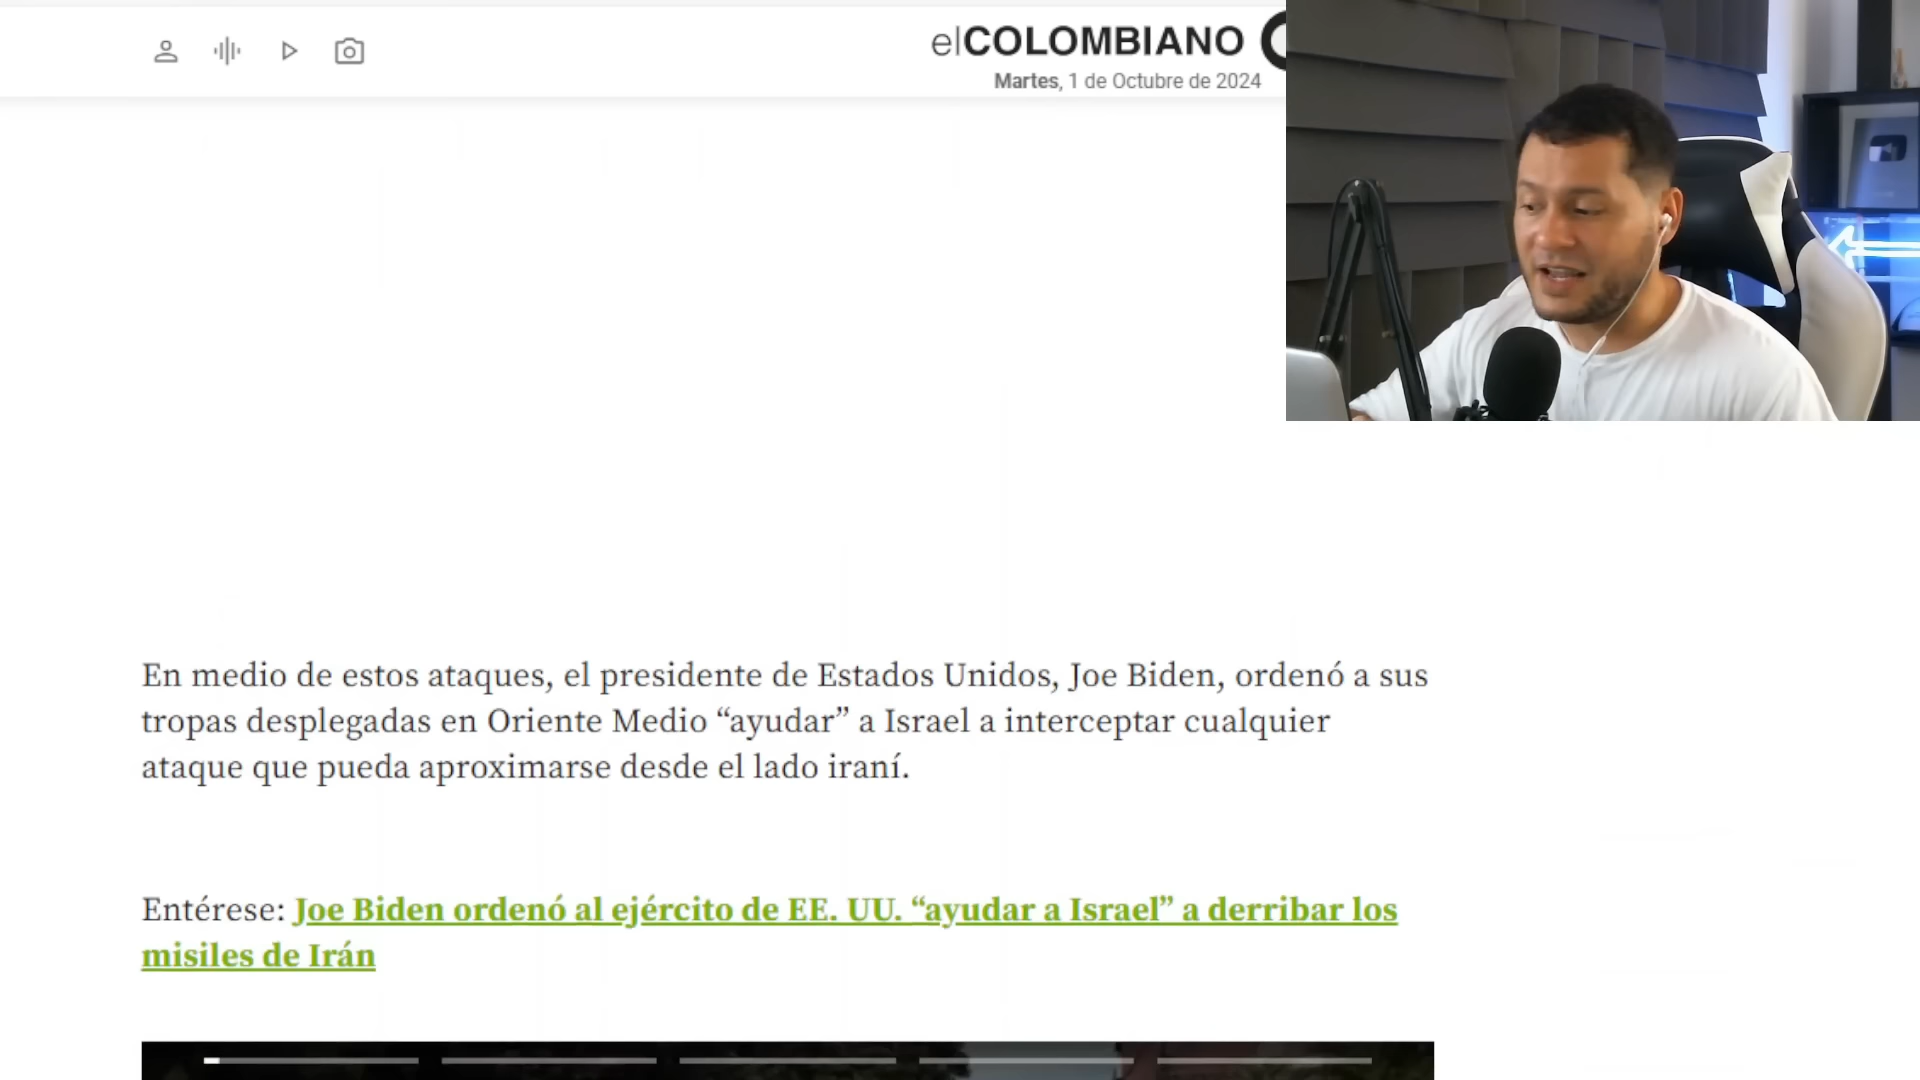 elCOLOMBIANO
Martes, 1 de Octubre de 2024
En medio de estos ataques, el presidente de Estados Unidos, Joe Biden, ordenó a sus
tropas desplegadas en Oriente Medio “ayudar” a Israel a interceptar cualquier
ataque que pueda aproximarse desde el lado iraní.
Entérese: Joe Biden ordenó al ejército de EE. UU. “ayudar a Israel” a derribar los
misiles de Irán